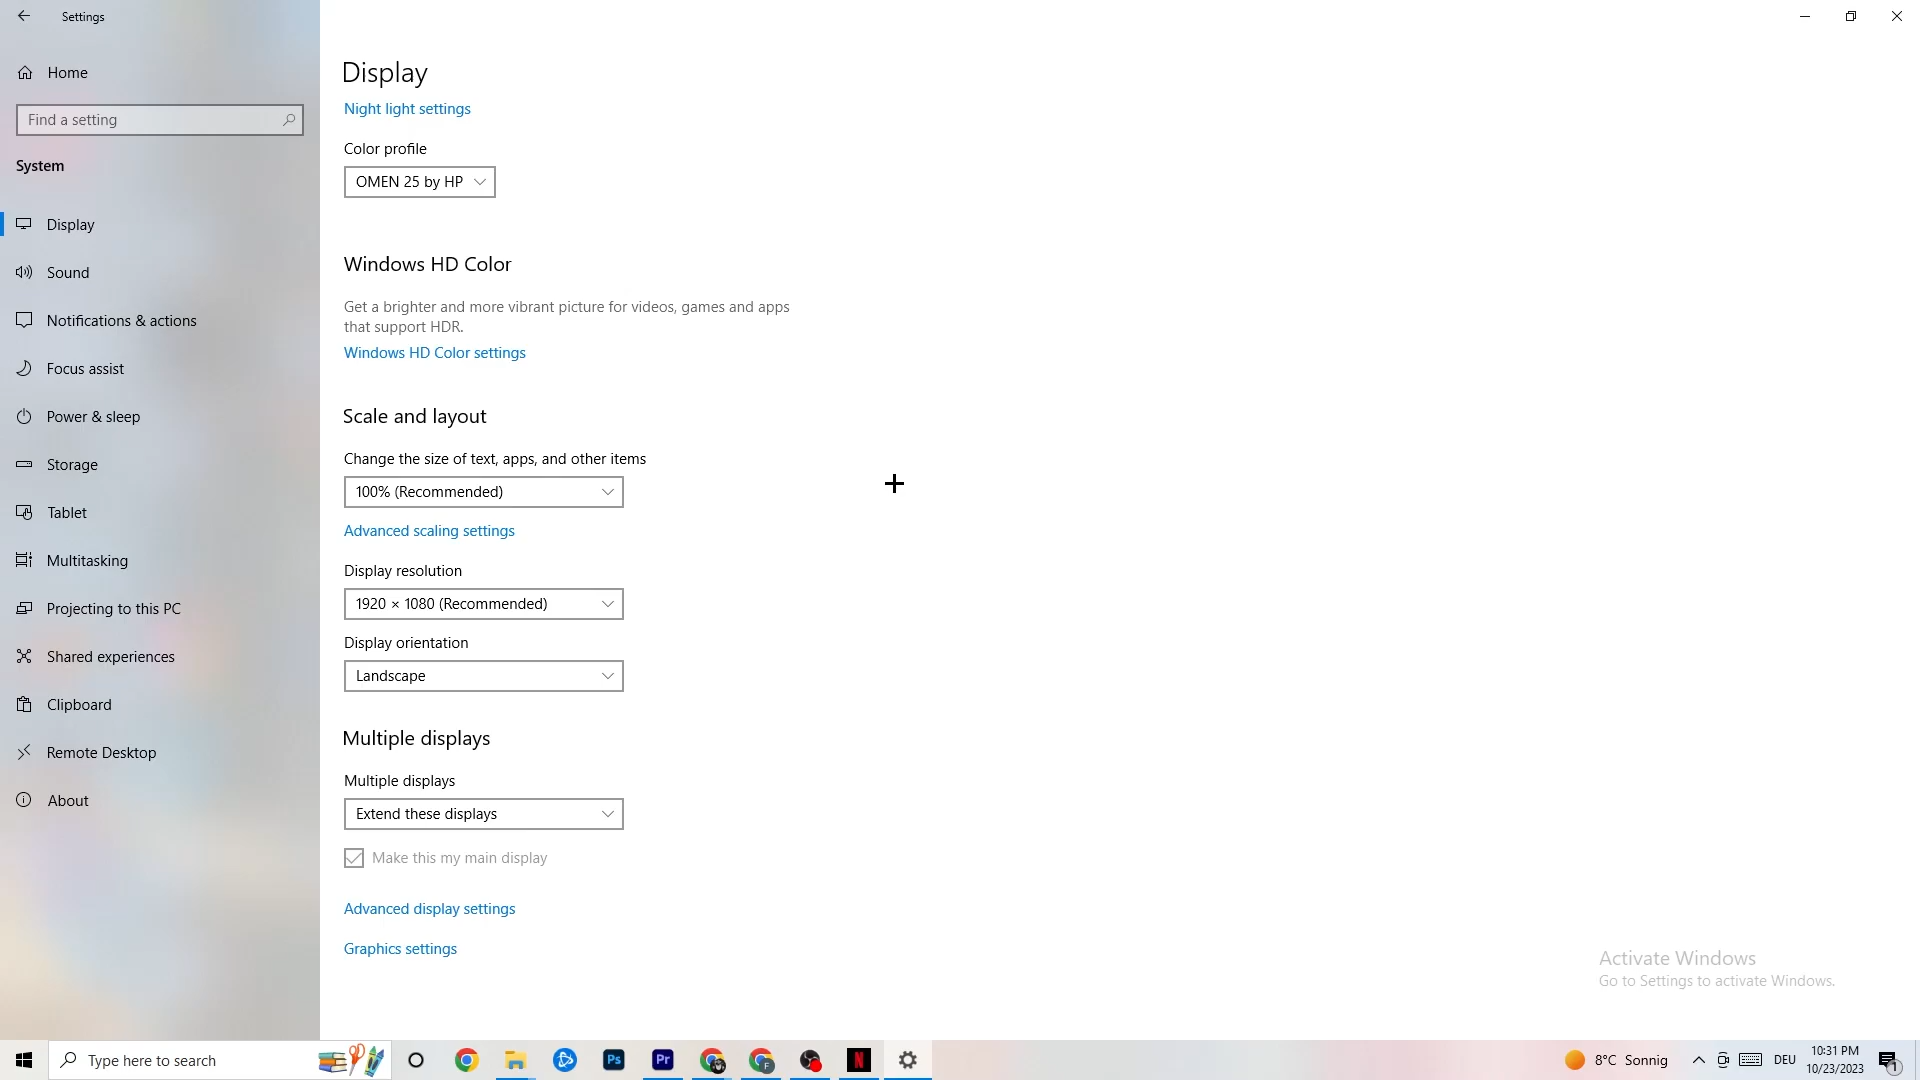 Settings
Home
Find a setting
System
Display
Sound
Notifications & actions
Focus assist
Power & sleep
Storage
Tablet
Multitasking
Projecting to this PC
Shared experiences
Clipboard
Remote Desktop
About
Display
Night light settings
Color profile
OMEN 25 by HP
Windows HD Color
Get a brighter and more vibrant picture for videos, games and apps
that support HDR.
Windows HD Color settings
Scale and layout
Change the size of text, apps, and other items
100% (Recommended)
Advanced scaling settings
Display resolution
1920 × 1080 (Recommended)
Display orientation
Landscape
Multiple displays
Multiple displays
Extend these displays
Make this my main display
Advanced display settings
Graphics settings
Activate Windows
Go to Settings to activate Windows.
Type here to search
Ps
Pr
F
N
8°C Sonnig
DEU
10:31 PM
10/23/2023
1